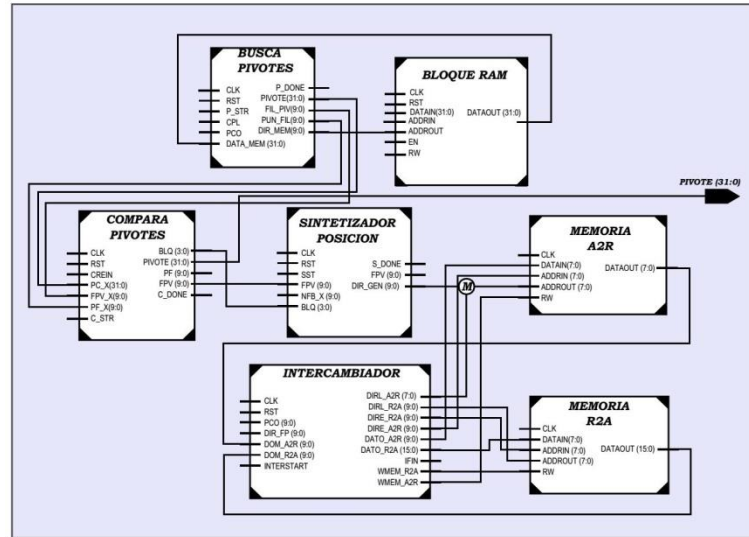 BUSCA
PIVOTES
CLK
RST
P_STR
CPL
PCO
DATA_MEM (31:0)
P_DONE
PIVOTE(31:0)
FIL_PIV(9:0)
PUN_FIL(9:0)
DIR_MEM(9:0)
BLOQUE RAM
CLK
RST
DATAIN(31:0)
ADDRIN
ADDROUT
EN
RW
DATAOUT (31:0)
PIVOTE (31:0)
COMPARA
PIVOTES
CLK
RST
CREIN
PC_X(31:0)
FPV_X(9:0)
PF_X(9:0)
C_STR
BLQ (3:0)
PIVOTE (31:0)
PF (9:0)
FPV (9:0)
C_DONE
SINTETIZADOR
POSICION
CLK
RST
SST
FPV (9:0)
NFB_X (9:0)
BLQ (3:0)
S_DONE
FPV (9:0)
DIR_GEN (9:0)
M
MEMORIA
A2R
CLK
DATAIN(7:0)
ADDRIN (7:0)
ADDROUT (7:0)
RW
DATAOUT (7:0)
INTERCAMBIADOR
CLK
RST
PCO (9:0)
DIR_FP (9:0)
DOM_A2R (9:0)
DOM_R2A (9:0)
INTERSTART
DIRL_A2R (7:0)
DIRL_R2A (9:0)
DIRE_R2A (9:0)
DIRE_A2R (9:0)
DATO_A2R (9:0)
DATO_R2A (15:0)
IFIN
WMEM_R2A
WMEM_A2R
MEMORIA
R2A
CLK
DATAIN(7:0)
ADDRIN (7:0)
ADDROUT (7:0)
RW
DATAOUT (15:0)